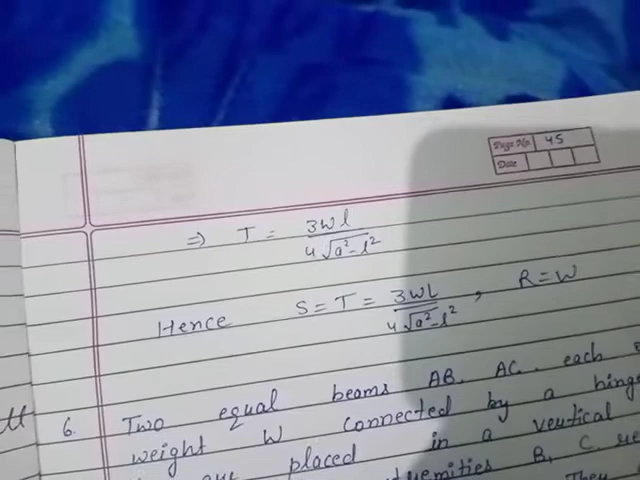 Page No. 45
Date
⇒ T = 3Wl / 4√a²-l²
Hence S = T = 3Wl / 4√a²-l² , R = W
6. Two equal beams AB, AC, each
weight W connected by a hinge
placed in a vertical
B, C
They